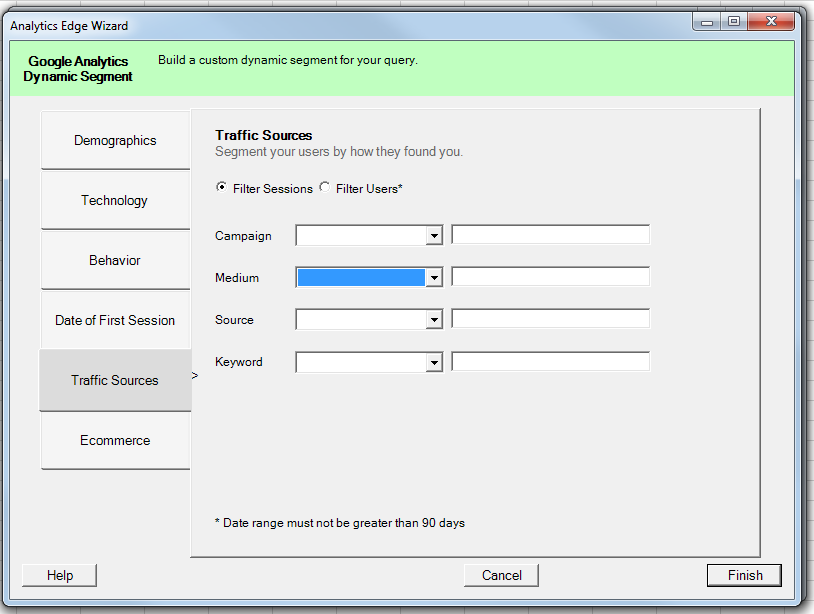 Analytics Edge Wizard
Google Analytics
Dynamic Segment
Build a custom dynamic segment for your query.
Demographics
Technology
Behavior
Date of First Session
Traffic Sources
>
Ecommerce
Traffic Sources
Segment your users by how they found you.
Filter Sessions Filter Users*
Campaign
Medium
Source
Keyword
* Date range must not be greater than 90 days
Help Cancel Finish